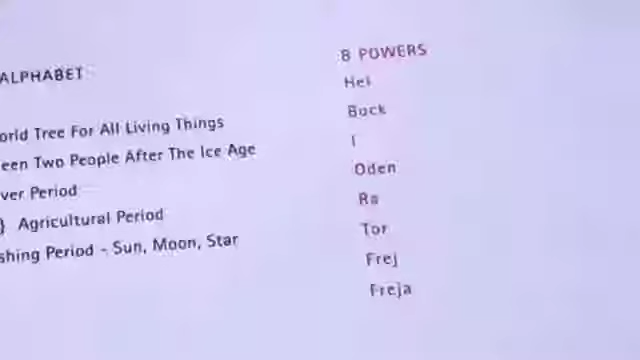 ALPHABET
orld Tree For All Living Things
een Two People After The Ice Age
ver Period
} Agricultural Period
shing Period - Sun, Moon, Star
8 POWERS
Hel
Bock
I
Oden
Ra
Tor
Frej
Freja